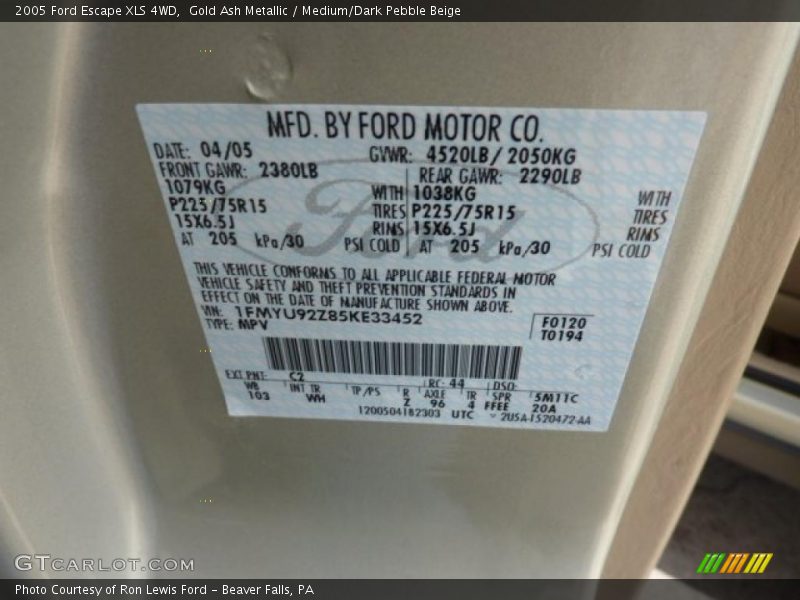 2005 Ford Escape XLS 4WD,  Gold Ash Metallic / Medium/Dark Pebble Beige
MFD. BY FORD MOTOR CO.
DATE: 04/05 GVWR: 4520LB/ 2050KG
FRONT GAWR: 2380LB REAR GAWR: 2290LB
1079KG WITH 1038KG WITH
P225/75R15 TIRES P225/75R15 TIRES
15X6.5J RIMS 15X6.5J RIMS
AT 205 kPa/30 PSI COLD AT 205 kPa/30 PSI COLD
Ford
THIS VEHICLE CONFORMS TO ALL APPLICABLE FEDERAL MOTOR
VEHICLE SAFETY AND THEFT PREVENTION STANDARDS IN
EFFECT ON THE DATE OF MANUFACTURE SHOWN ABOVE.
VIN: 1FMYU92Z85KE33452
TYPE: MPV
F0120
T0194
EXT PNT: C2 RC: 44 DSO:
WB INT TR TP/PS R AXLE TR SPR 5M11C
103 WH Z 96 4 FFEE 20A
1200504182303 UTC 2USA-1520472-AA
GTCARLOT.COM
Photo Courtesy of Ron Lewis Ford - Beaver Falls, PA